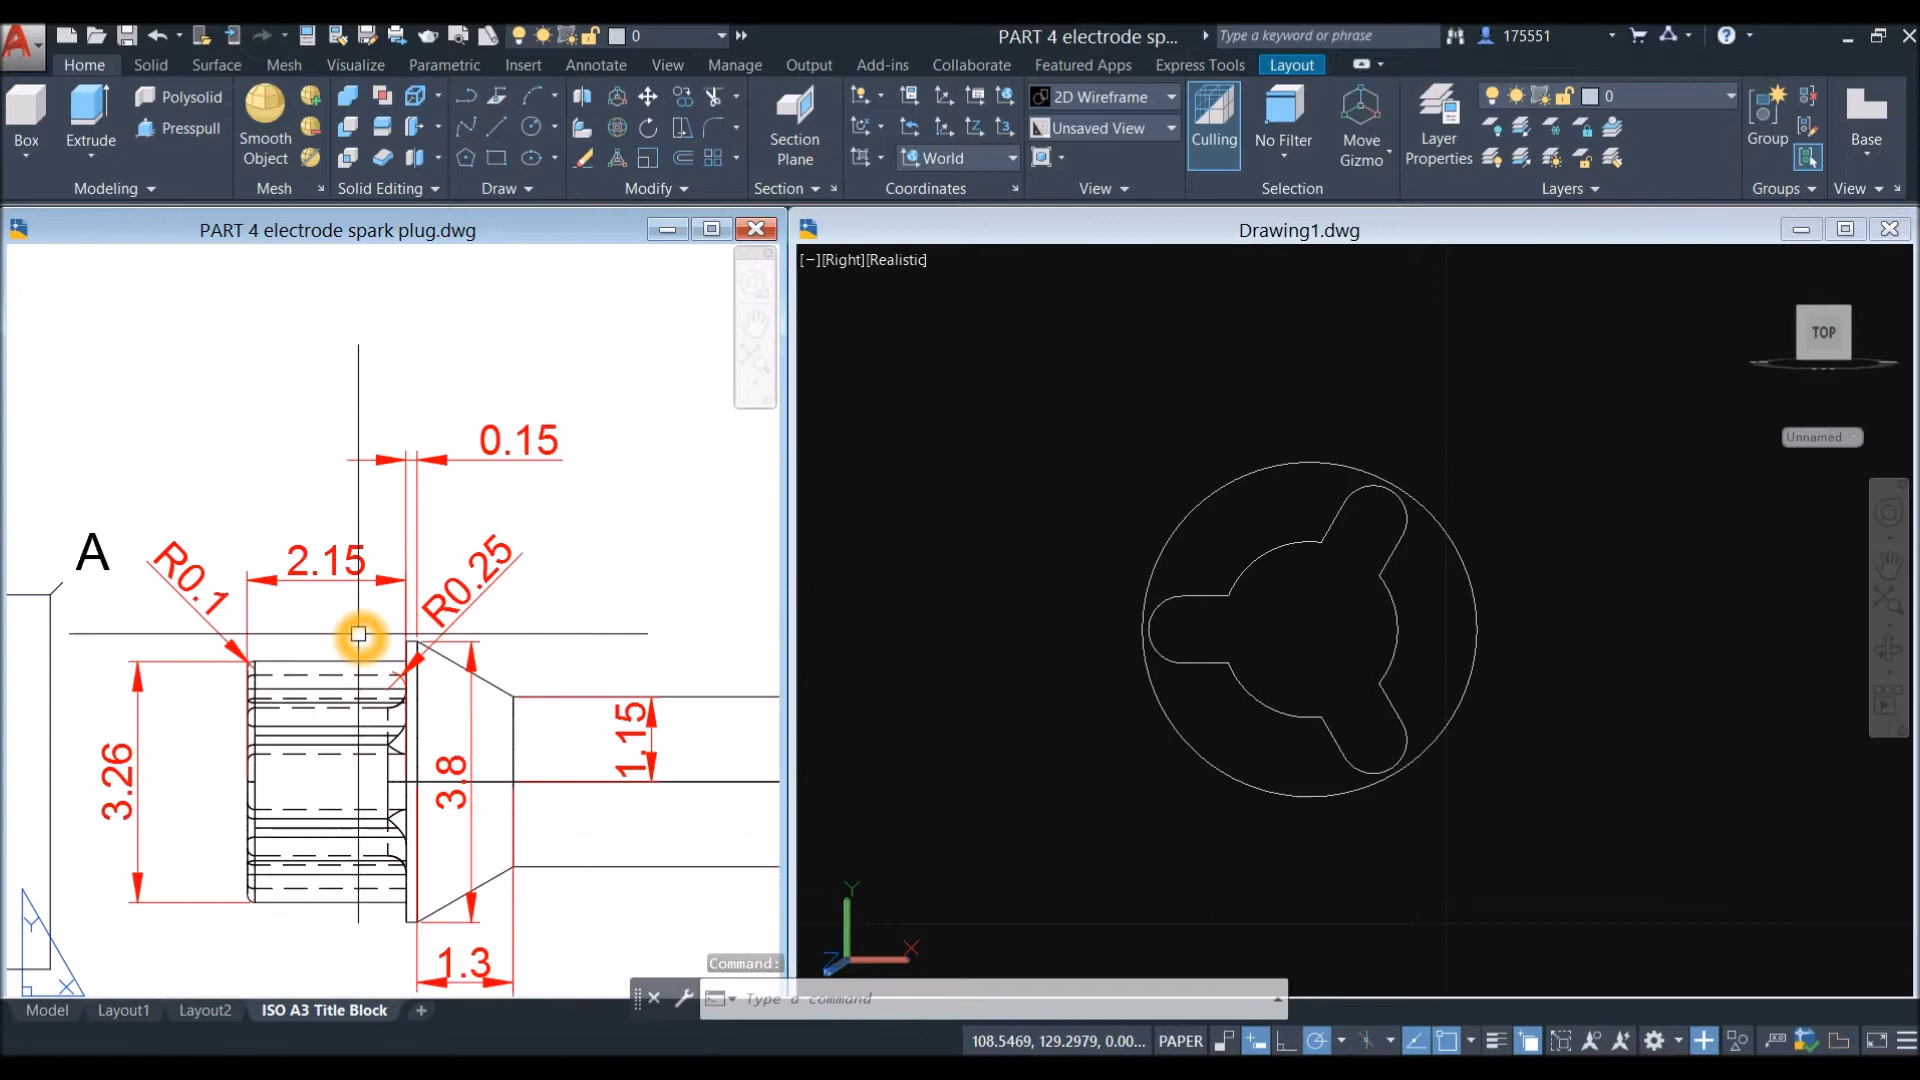 PART 4 electrode sp...
Type a keyword or phrase
175551
0
Home
Solid
Surface
Mesh
Visualize
Parametric
Insert
Annotate
View
Manage
Output
Add-ins
Collaborate
Featured Apps
Express Tools
Layout
Box
Extrude
Polysolid
Presspull
Smooth
Object
Section
Plane
World
2D Wireframe
Unsaved View
Culling
No Filter
Move
Gizmo
Layer
Properties
0
Group
Base
Modeling
Mesh
Solid Editing
Draw
Modify
Section
Coordinates
View
Selection
Layers
Groups
View
PART 4 electrode spark plug.dwg
Drawing1.dwg
[−][Right][Realistic]
TOP
Unnamed
0.15
A
R0.1
2.15
R0.25
3.26
3.8
1.15
1.3
Y
X
Y
X
Z
Command:
Type a command
Model
Layout1
Layout2
ISO A3 Title Block
108.5469, 129.2979, 0.00...
PAPER